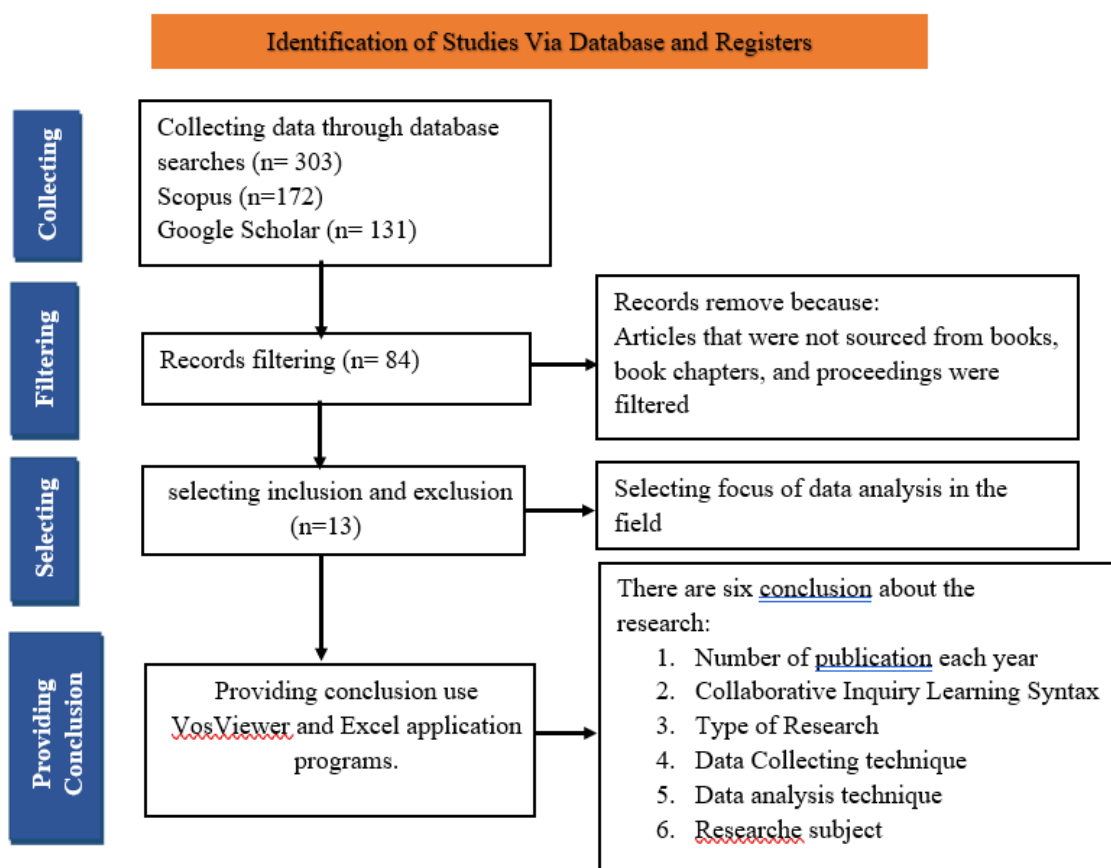 Identification of Studies Via Database and Registers
Collecting
Collecting data through database
searches (n= 303)
Scopus (n=172)
Google Scholar (n= 131)
Filtering
Records filtering (n= 84)
Records remove because:
Articles that were not sourced from books,
book chapters, and proceedings were
filtered
Selecting
selecting inclusion and exclusion
(n=13)
Selecting focus of data analysis in the
field
Providing
Conclusion
Providing conclusion use
VosViewer and Excel application
programs.
There are six conclusion about the
research:
1. Number of publication each year
2. Collaborative Inquiry Learning Syntax
3. Type of Research
4. Data Collecting technique
5. Data analysis technique
6. Researche subject